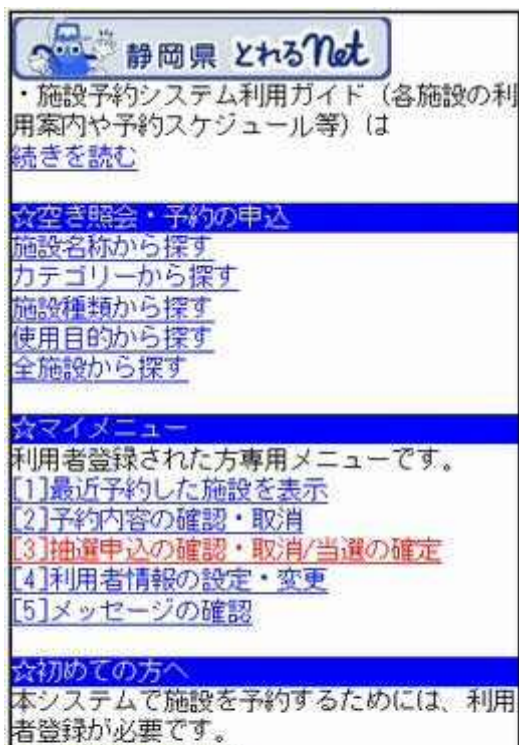 静岡県 とれるnet
・施設予約システム利用ガイド（各施設の利
用案内や予約スケジュール等）は
続きを読む
☆空き照会・予約の申込
施設名称から探す
カテゴリーから探す
施設種類から探す
使用目的から探す
全施設から探す
☆マイメニュー
利用者登録された方専用メニューです。
[1]最近予約した施設を表示
[2]予約内容の確認・取消
[3]抽選申込の確認・取消/当選の確定
[4]利用者情報の設定・変更
[5]メッセージの確認
☆初めての方へ
本システムで施設を予約するためには、利用
者登録が必要です。